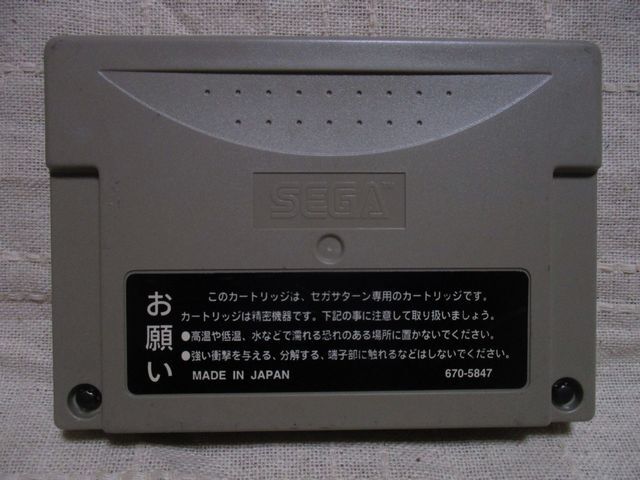 SEGA™
お願い
このカートリッジは、セガサターン専用のカートリッジです。
カートリッジは精密機器です。下記の事に注意して取り扱いましょう。
●高温や低温、水などで濡れる恐れのある場所に置かないでください。
●強い衝撃を与える、分解する、端子部に触れるなどはしないでください。
MADE IN JAPAN 670-5847